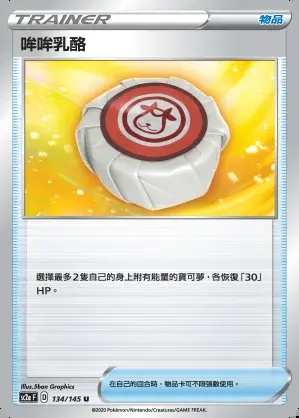 TRAINER 物品
哞哞乳酪
選擇最多2隻自己的身上附有能量的寶可夢，各恢復「30」
HP。
Illus.5ban Graphics
SC2a F D 134/145 U
在自己的回合時，物品卡可不限張數使用。
©2020 Pokémon/Nintendo/Creatures/GAME FREAK.